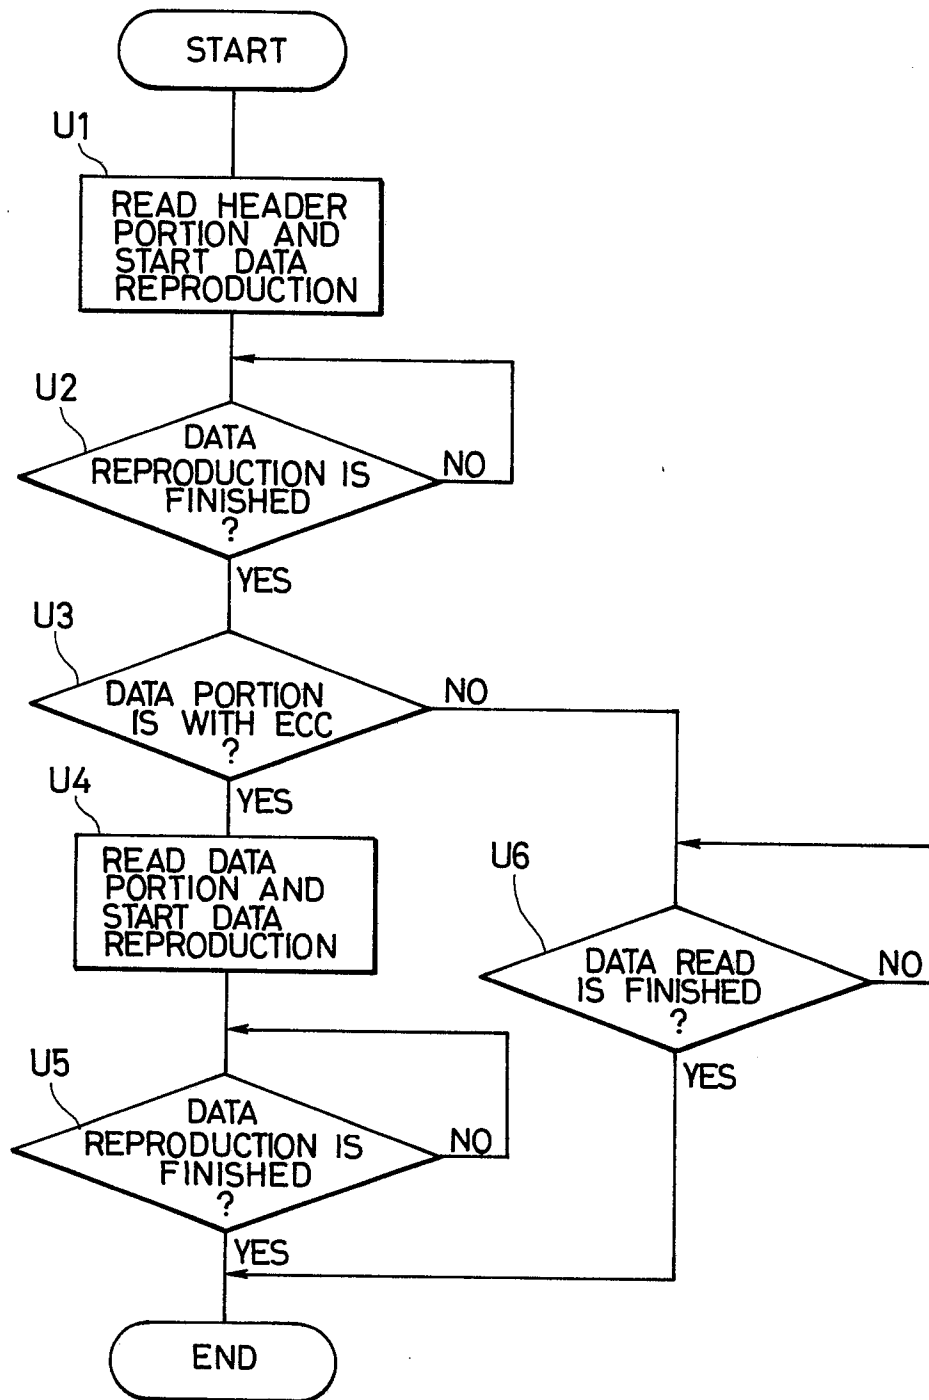 START
U1
READ HEADER
PORTION AND
START DATA
REPRODUCTION
U2
DATA
REPRODUCTION IS
FINISHED
?
NO
YES
U3
DATA PORTION
IS WITH ECC
?
NO
YES
U4
READ DATA
PORTION AND
START DATA
REPRODUCTION
U6
DATA READ
IS FINISHED
?
NO
YES
U5
DATA
REPRODUCTION IS
FINISHED
?
NO
YES
END